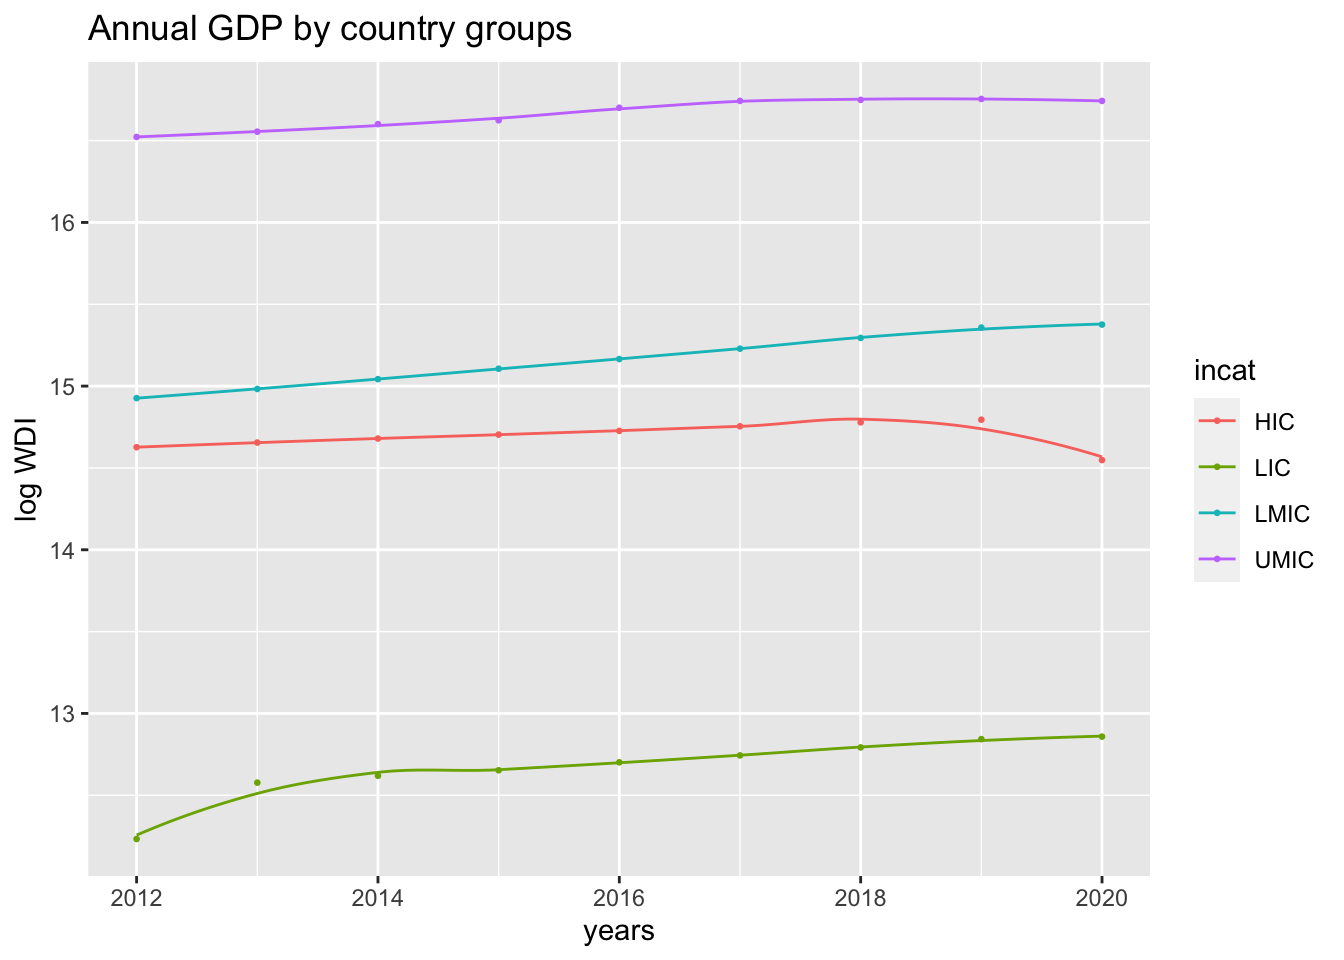 Annual GDP by country groups
log WDI
16
15
14
13
2012 2014 2016 2018 2020
years
incat
HIC
LIC
LMIC
UMIC